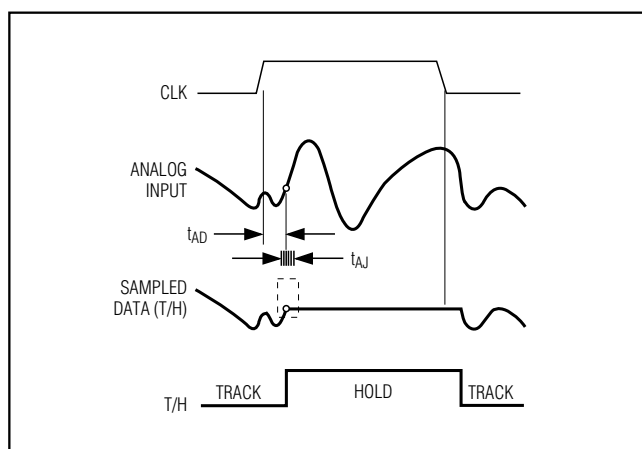 CLK
ANALOG
INPUT
tAD
tAJ
SAMPLED
DATA (T/H)
TRACK HOLD TRACK
T/H